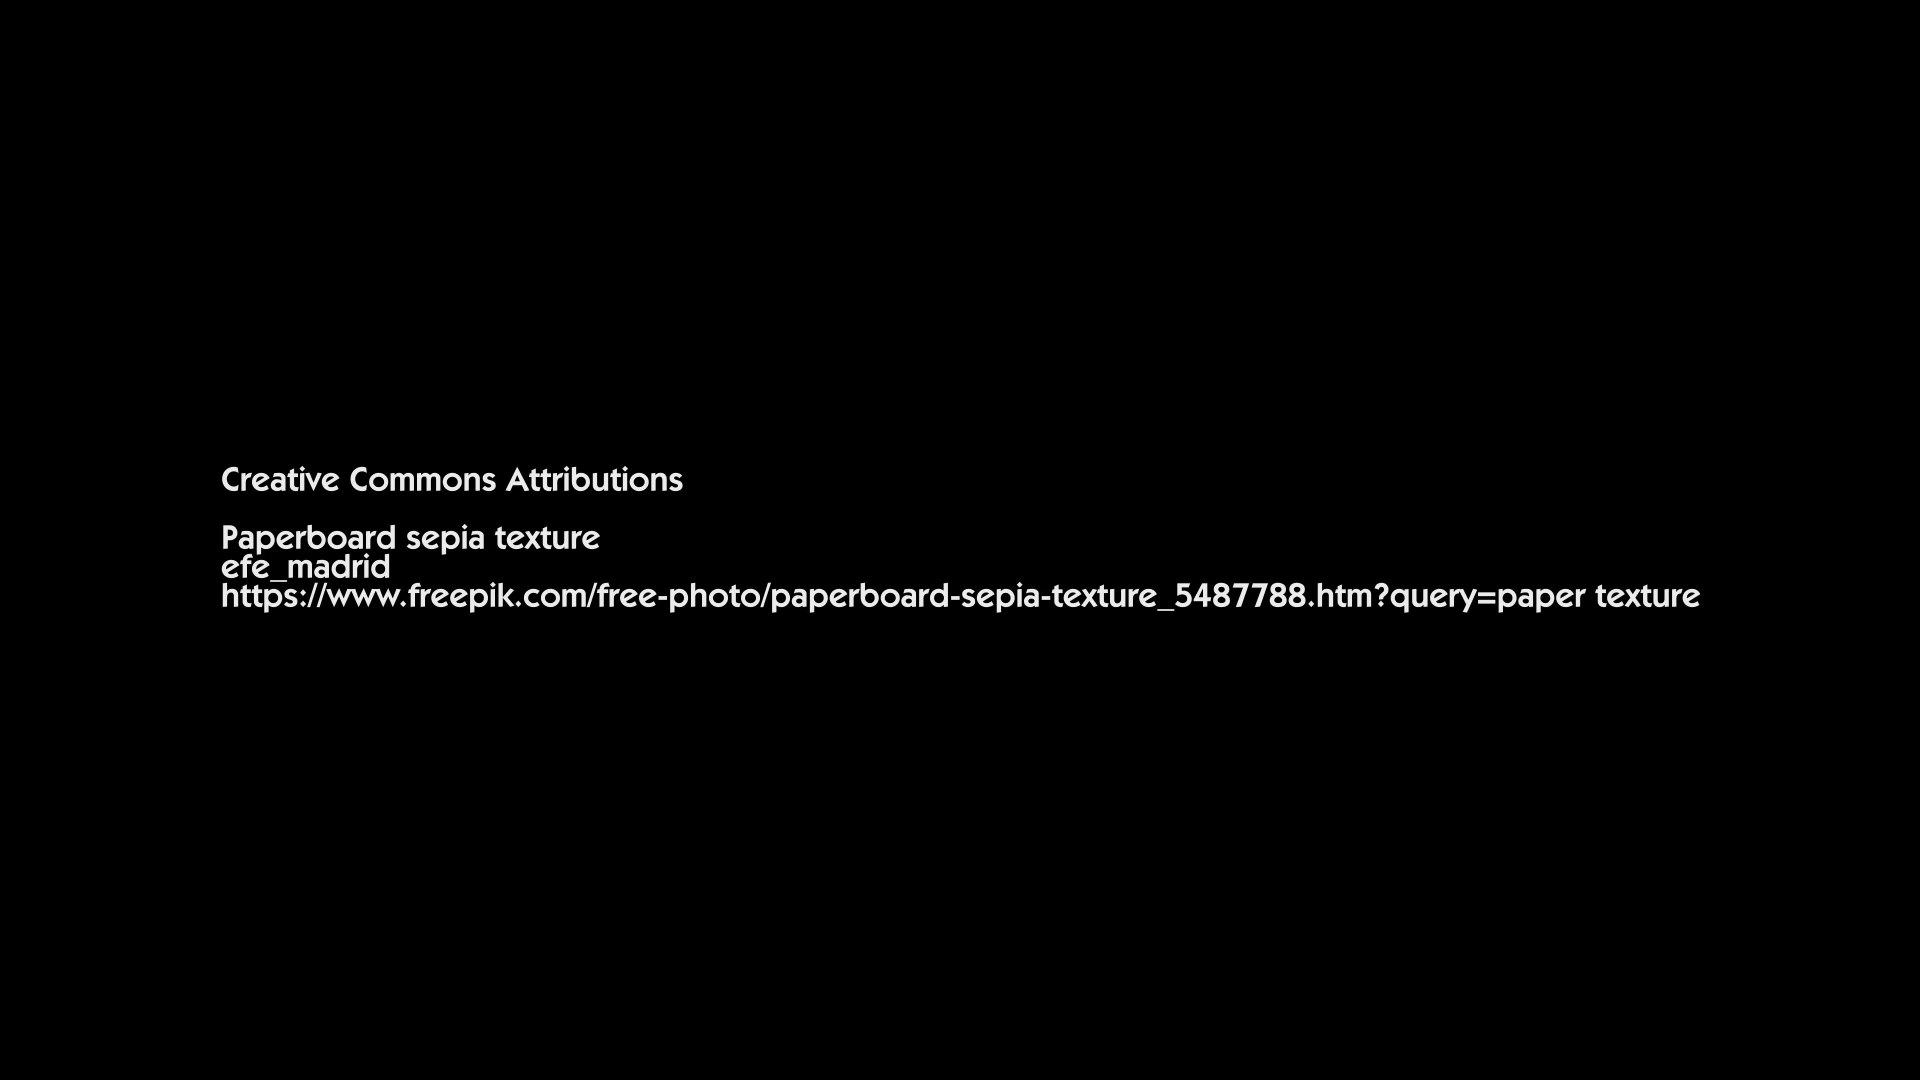 Creative Commons Attributions
Paperboard sepia texture
efe_madrid
https://www.freepik.com/free-photo/paperboard-sepia-texture_5487788.htm?query=paper texture